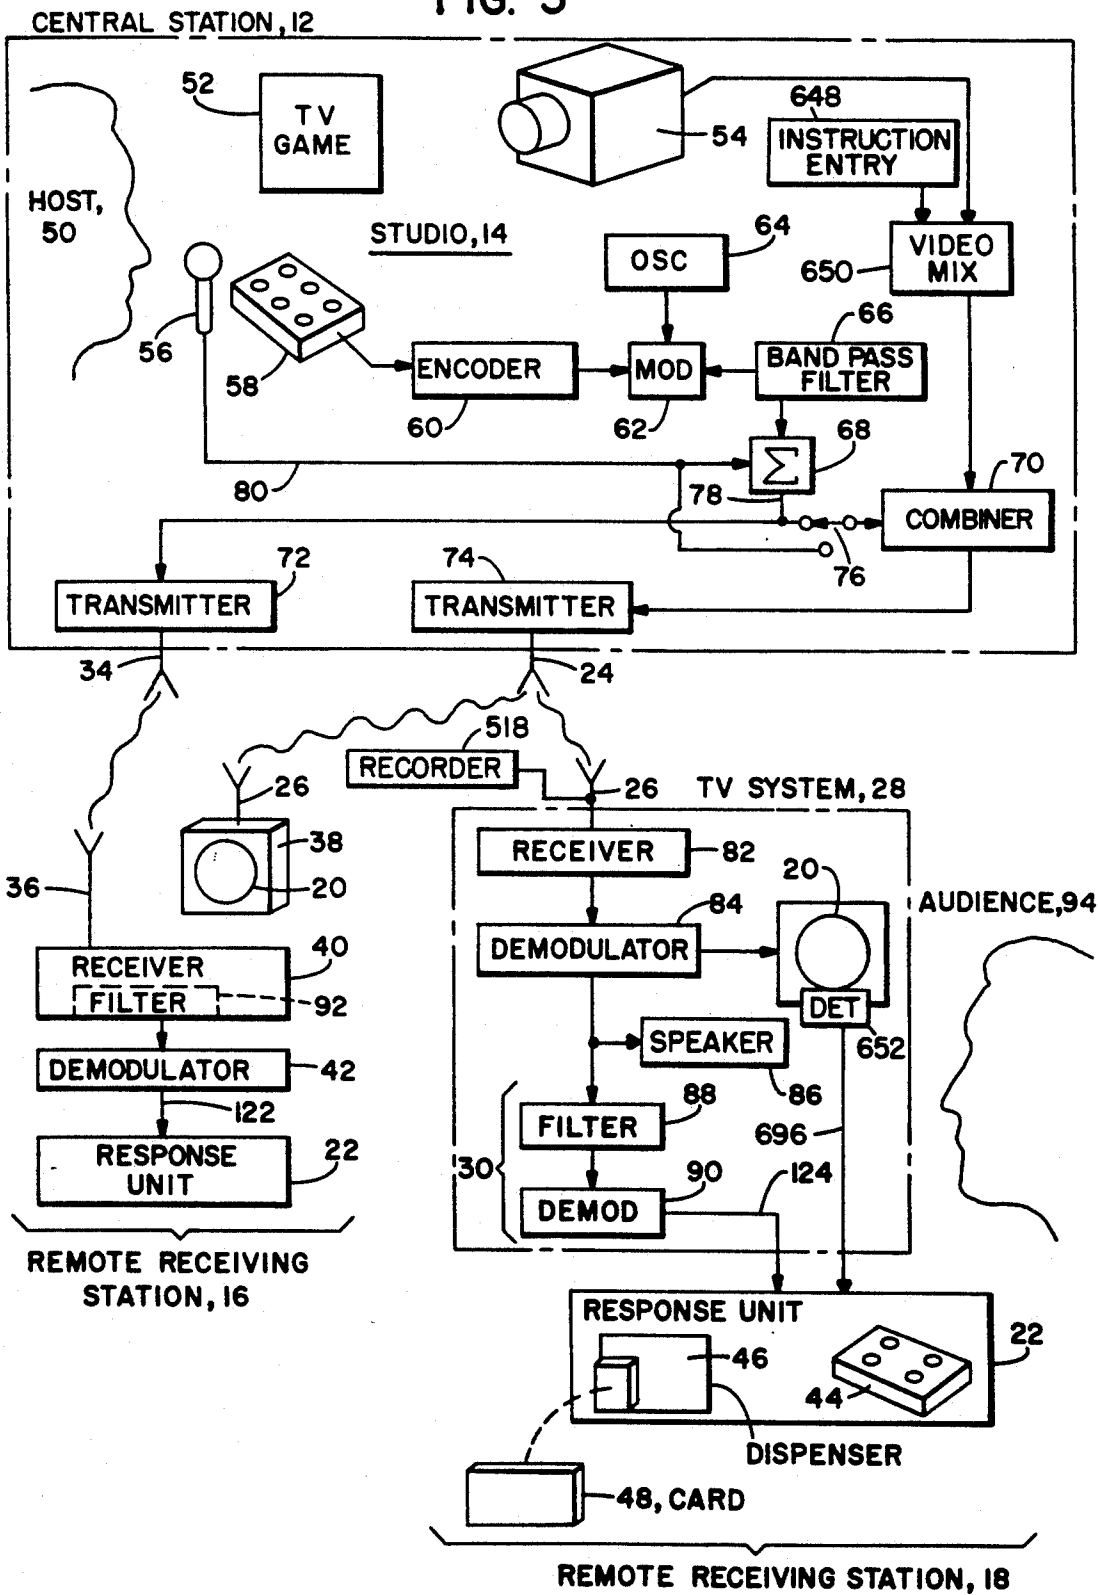 FIG. 3
CENTRAL STATION, 12
52
TV
GAME
54
648
INSTRUCTION
ENTRY
HOST,
50
STUDIO, 14
64
OSC
650
VIDEO
MIX
56
58
66
ENCODER
60
MOD
62
BAND PASS
FILTER
68
Σ
80
78
70
COMBINER
76
72
TRANSMITTER
74
TRANSMITTER
34
24
518
RECORDER
26
26
TV SYSTEM, 28
38
20
RECEIVER
82
36
20
84
DEMODULATOR
AUDIENCE, 94
40
RECEIVER
FILTER
92
DET
652
SPEAKER
86
DEMODULATOR
42
122
88
FILTER
696
RESPONSE
UNIT
22
30
90
DEMOD
124
REMOTE RECEIVING
STATION, 16
RESPONSE UNIT
46
44
22
DISPENSER
48, CARD
REMOTE RECEIVING STATION, 18